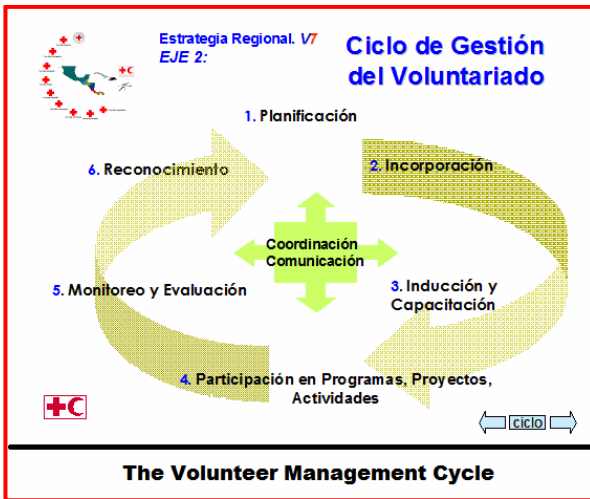 Estrategia Regional. V7
EJE 2:
Ciclo de Gestión
del Voluntariado
1. Planificación
2. Incorporación
3. Inducción y
Capacitación
4. Participación en Programas, Proyectos,
Actividades
5. Monitoreo y Evaluación
6. Reconocimiento
Coordinación
Comunicación
ciclo
The Volunteer Management Cycle